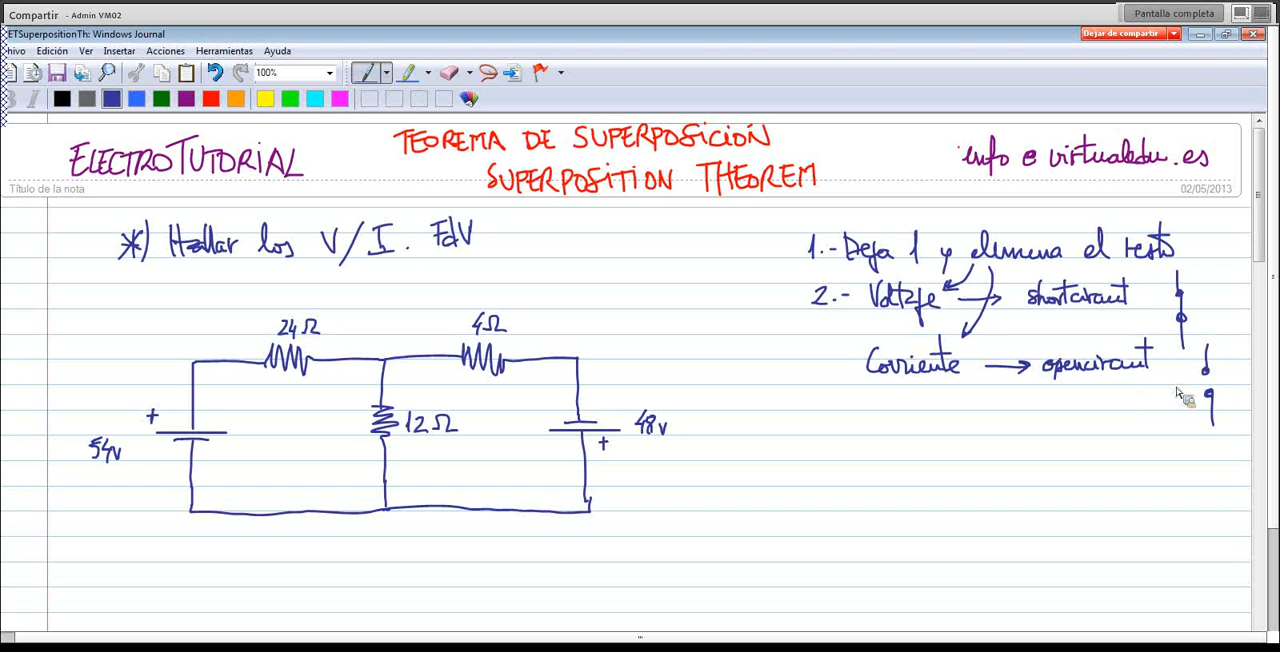 Compartir - Admin VM02
Pantalla completa
ETSuperpositionTh: Windows Journal
Dejar de compartir
hivo Edición Ver Insertar Acciones Herramientas Ayuda
100%
ELECTROTUTORIAL
TEOREMA DE SUPERPOSICIÓN
SUPERPOSITION THEOREM
info @ virtualedu.es
Título de la nota
02/05/2013
*) Hallar los V/I. FdV
1.- Deja 1 y elimina el resto
2.- Voltaje → shortcircuit
Corriente → opencircuit
24Ω
4Ω
+
12Ω
48v
54v
+